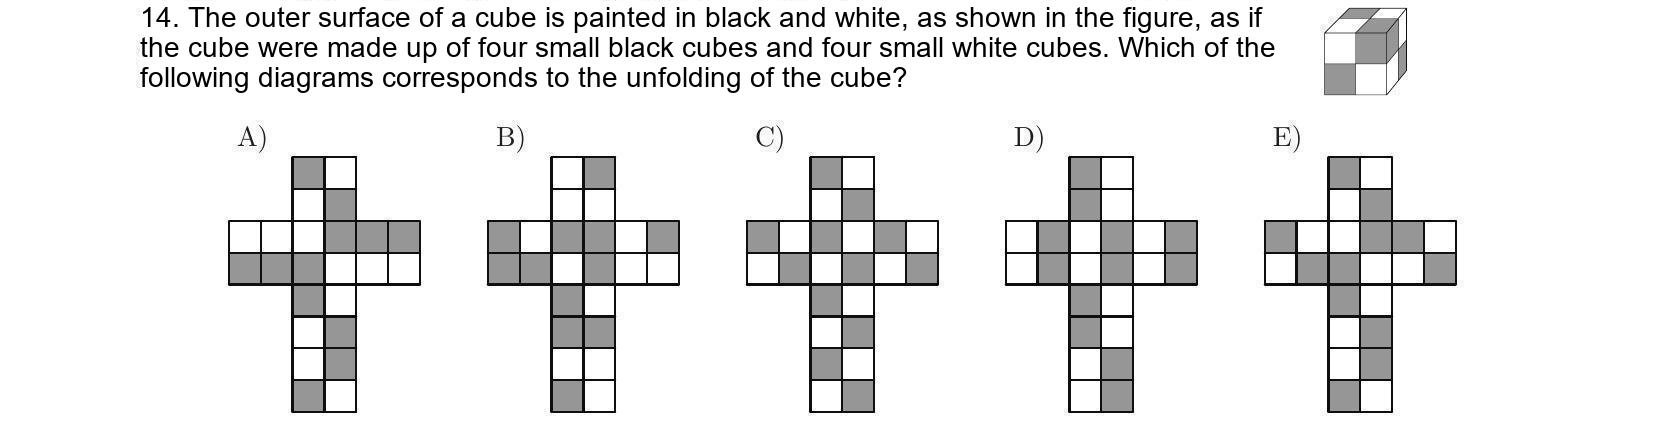 14. The outer surface of a cube is painted in black and white, as shown in the figure, as if
the cube were made up of four small black cubes and four small white cubes. Which of the
following diagrams corresponds to the unfolding of the cube?
A) B) C) D) E)